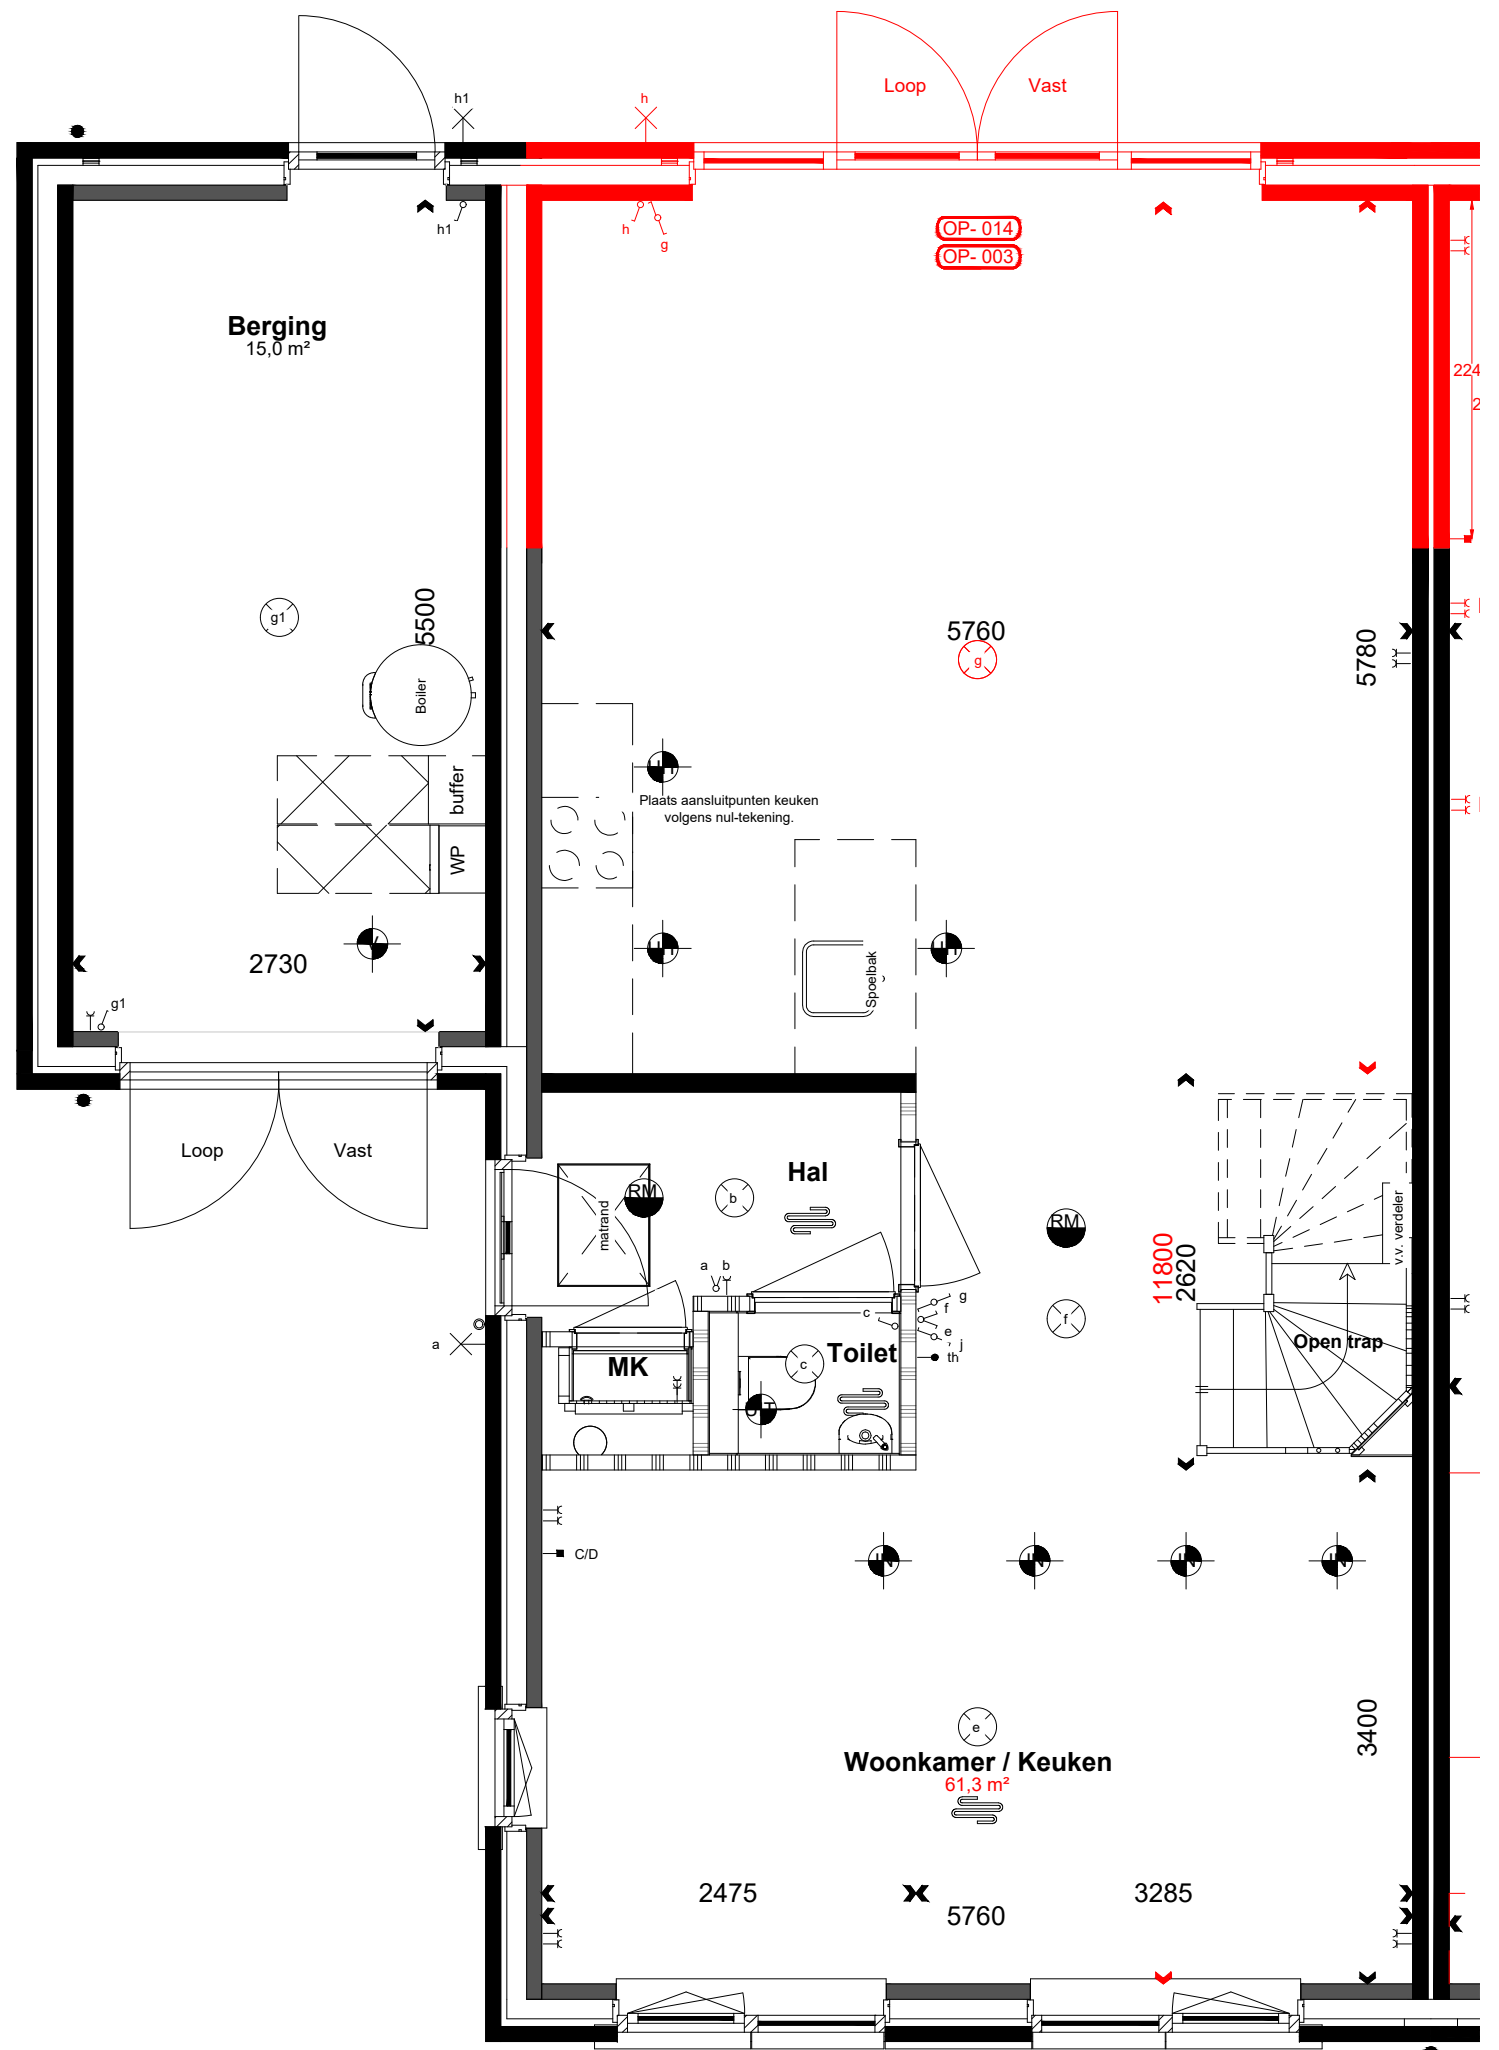 Loop
Vast
h1
h
h1
h
g
OP- 014
OP- 003
Berging
15,0 m²
224
2
g1
5500
5760
g
5780
Boiler
buffer
WP
Plaats aansluitpunten keuken
volgens nul-tekening.
V
2730
Spoelbak
g1
Loop
Vast
Hal
RM
b
matrand
RM
v.v. verdeler
11800
2620
a
b
g
f
e
j
th
c
f
a
MK
Toilet
c
Open trap
C/D
e
Woonkamer / Keuken
61,3 m²
3400
2475
3285
5760